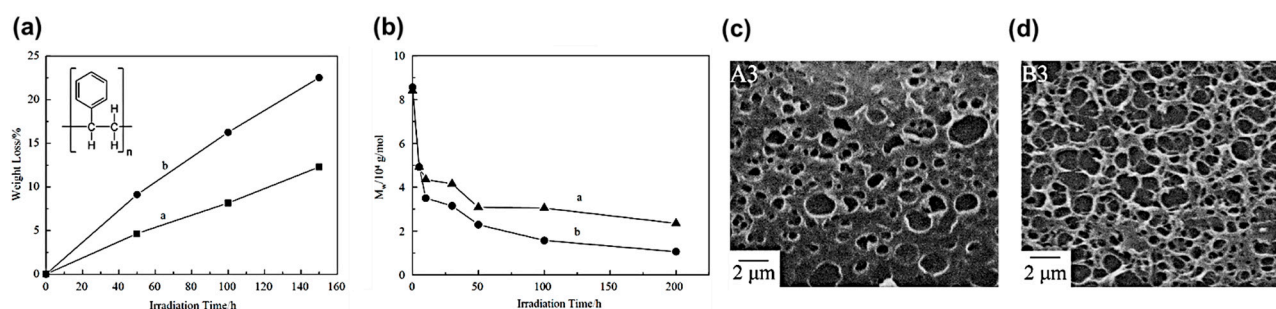 (a)
25
20
15
10
5
0
Weight Loss/%
H
C C
H H
n
b
a
0 20 40 60 80 100 120 140 160
Irradiation Time/h
(b)
10
8
6
4
2
0
Mw/10⁴ g/mol
a
b
0 50 100 150 200
Irradiation Time/h
(c)
A3
2 μm
(d)
B3
2 μm